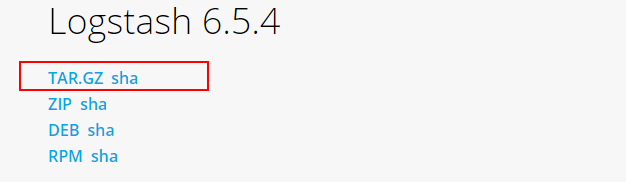 Logstash 6.5.4
TAR.GZ sha
ZIP sha
DEB sha
RPM sha